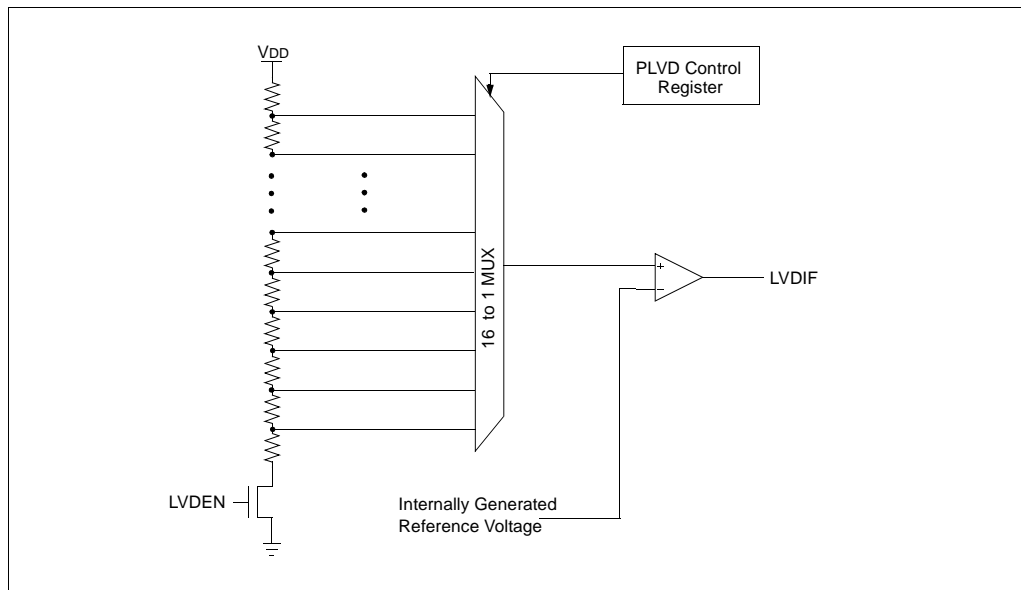 VDD
PLVD Control
Register
16 to 1 MUX
+
−
LVDIF
LVDEN
Internally Generated
Reference Voltage